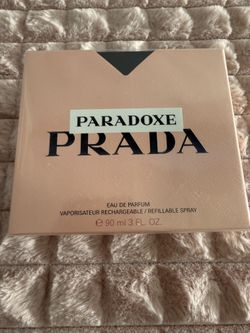 PARADOXE
PRADA
EAU DE PARFUM
VAPORISATEUR RECHARGEABLE / REFILLABLE SPRAY
℮ 90 ml 3 FL. OZ.